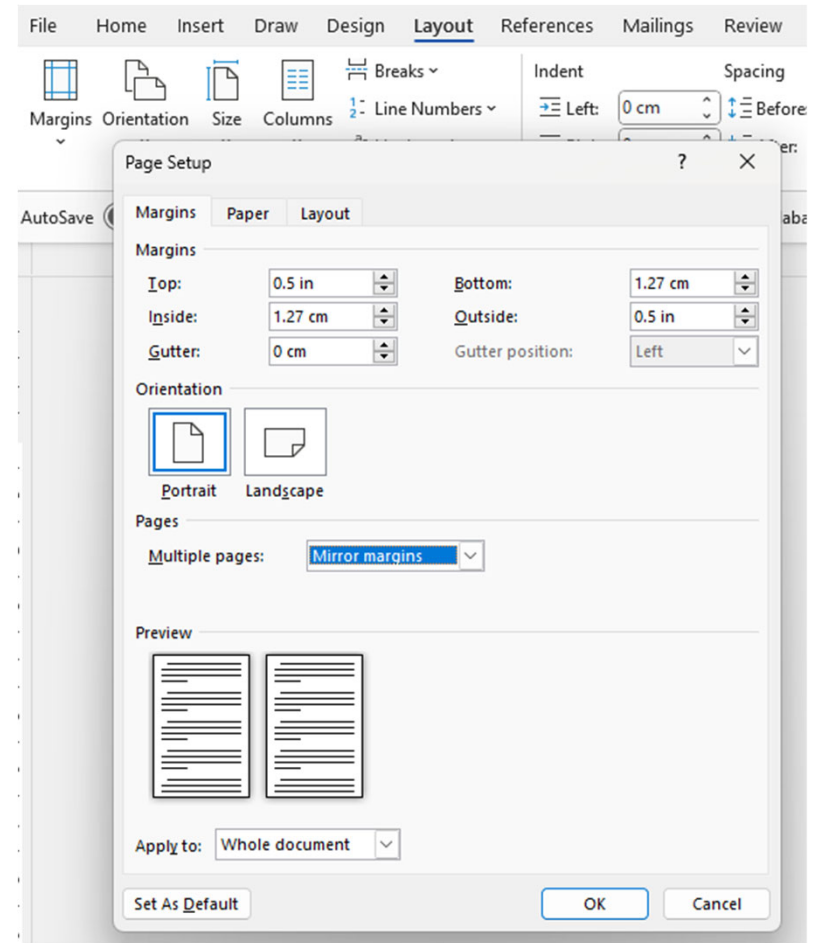 File Home Insert Draw Design Layout References Mailings Review
Breaks Indent Spacing
Margins Orientation Size Columns Line Numbers Left: 0 cm Before:
Page Setup ? ×
AutoSave
Margins Paper Layout
Margins
Top: 0.5 in Bottom: 1.27 cm
Inside: 1.27 cm Outside: 0.5 in
Gutter: 0 cm Gutter position: Left
Orientation
Portrait Landscape
Pages
Multiple pages: Mirror margins
Preview
Apply to: Whole document
Set As Default OK Cancel